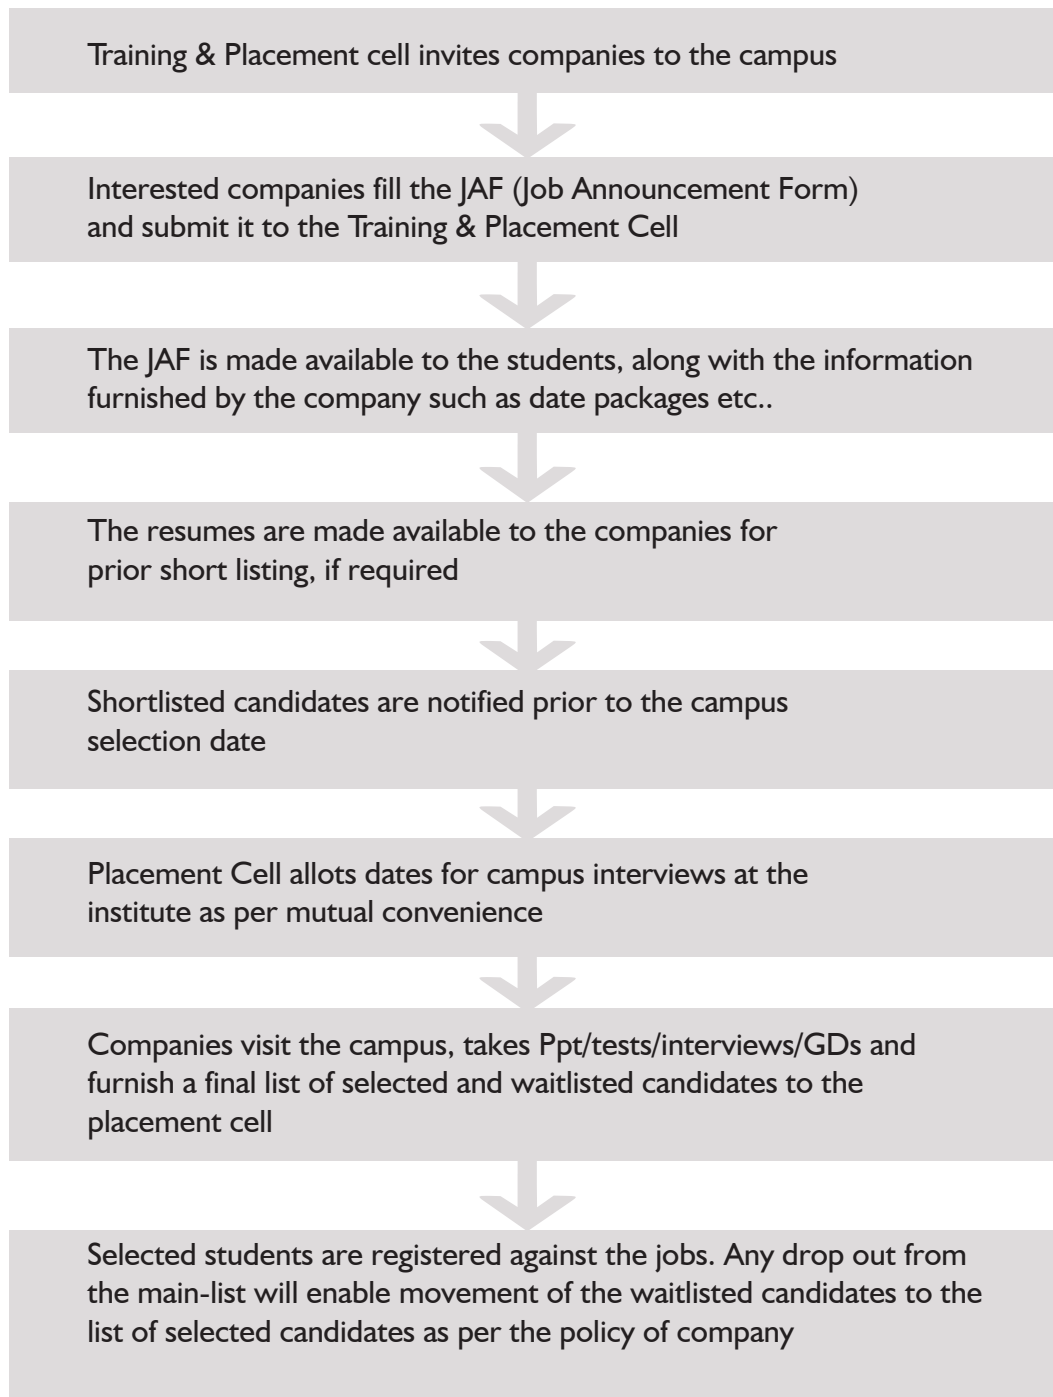 Training & Placement cell invites companies to the campus
Interested companies fill the JAF (Job Announcement Form)
and submit it to the Training & Placement Cell
The JAF is made available to the students, along with the information
furnished by the company such as date packages etc..
The resumes are made available to the companies for
prior short listing, if required
Shortlisted candidates are notified prior to the campus
selection date
Placement Cell allots dates for campus interviews at the
institute as per mutual convenience
Companies visit the campus, takes Ppt/tests/interviews/GDs and
furnish a final list of selected and waitlisted candidates to the
placement cell
Selected students are registered against the jobs. Any drop out from
the main-list will enable movement of the waitlisted candidates to the
list of selected candidates as per the policy of company